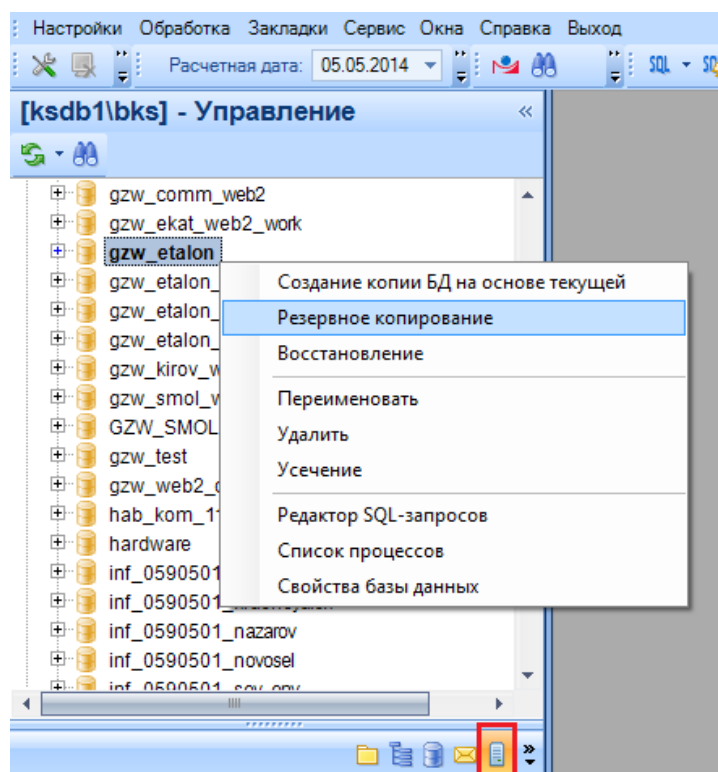 Настройки Обработка Закладки Сервис Окна Справка Выход
Расчетная дата: 05.05.2014 SQL
[ksdb1\bks] - Управление
gzw_comm_web2
gzw_ekat_web2_work
gzw_etalon
gzw_etalon_
gzw_etalon_
gzw_etalon_
gzw_kirov_w
gzw_smol_w
GZW_SMOL
gzw_test
gzw_web2_
hab_kom_1
hardware
inf_0590501
inf_0590501
inf_0590501_nazarov
inf_0590501_novosel
inf_0590501
Создание копии БД на основе текущей
Резервное копирование
Восстановление
Переименовать
Удалить
Усечение
Редактор SQL-запросов
Список процессов
Свойства базы данных